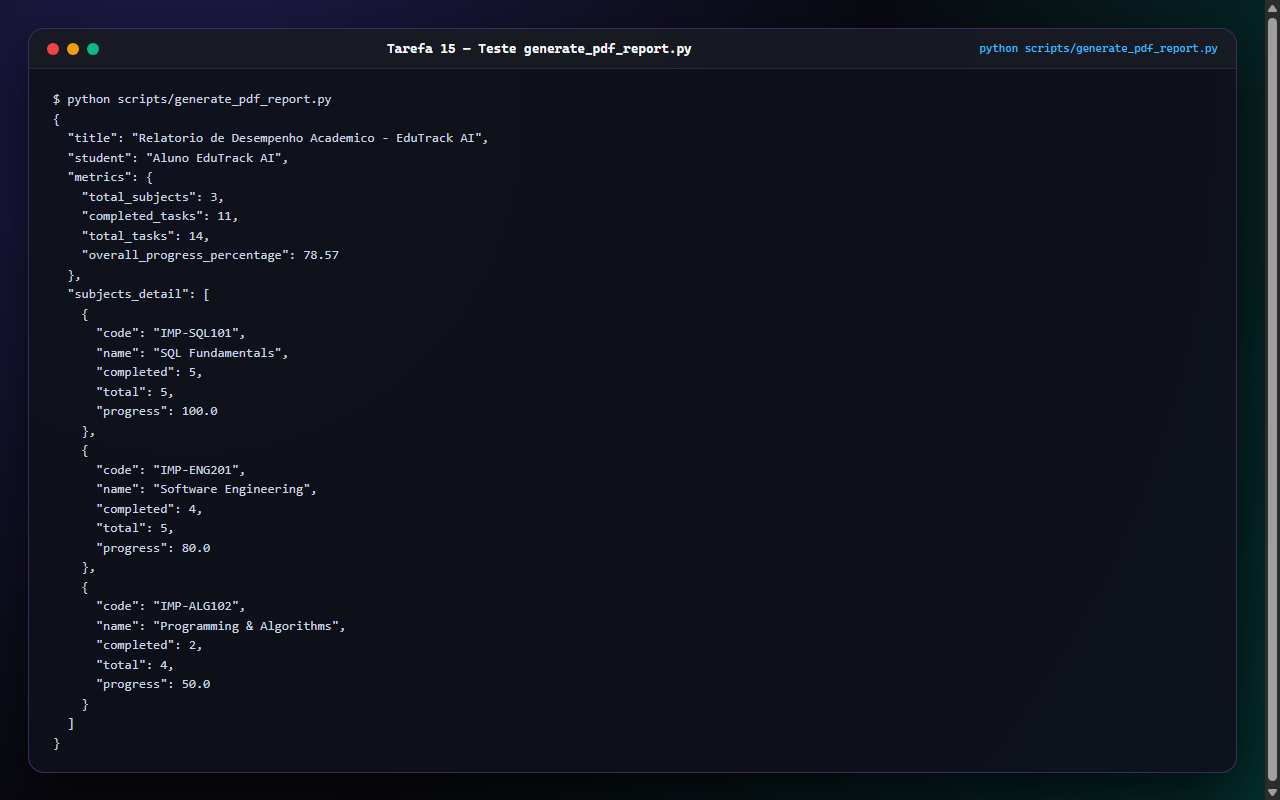 Tarefa 15 — Teste generate_pdf_report.py
python scripts/generate_pdf_report.py
$ python scripts/generate_pdf_report.py
{
  "title": "Relatorio de Desempenho Academico - EduTrack AI",
  "student": "Aluno EduTrack AI",
  "metrics": {
    "total_subjects": 3,
    "completed_tasks": 11,
    "total_tasks": 14,
    "overall_progress_percentage": 78.57
  },
  "subjects_detail": [
    {
      "code": "IMP-SQL101",
      "name": "SQL Fundamentals",
      "completed": 5,
      "total": 5,
      "progress": 100.0
    },
    {
      "code": "IMP-ENG201",
      "name": "Software Engineering",
      "completed": 4,
      "total": 5,
      "progress": 80.0
    },
    {
      "code": "IMP-ALG102",
      "name": "Programming & Algorithms",
      "completed": 2,
      "total": 4,
      "progress": 50.0
    }
  ]
}